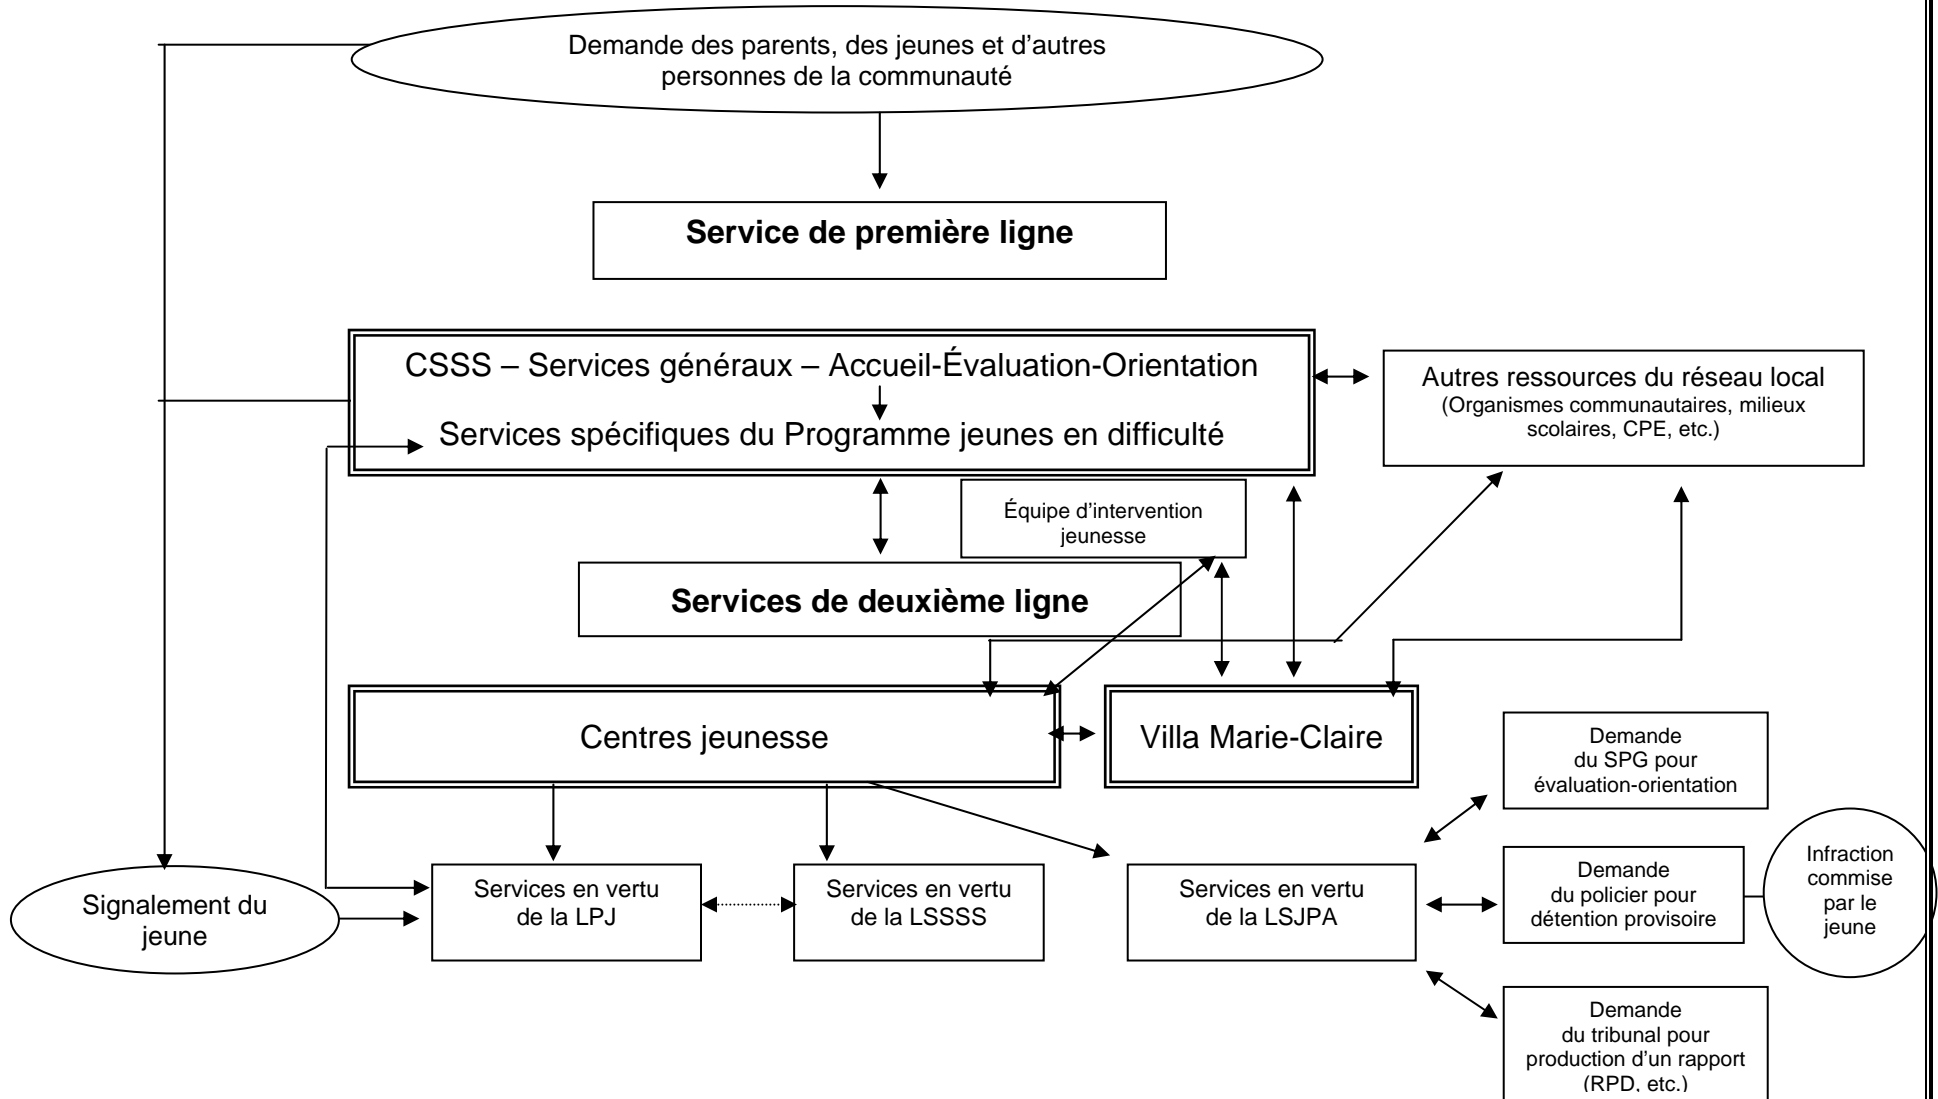 Demande des parents, des jeunes et d'autres
personnes de la communauté
Service de première ligne
CSSS – Services généraux – Accueil-Évaluation-Orientation
Services spécifiques du Programme jeunes en difficulté
Autres ressources du réseau local
(Organismes communautaires, milieux
scolaires, CPE, etc.)
Équipe d'intervention
jeunesse
Services de deuxième ligne
Centres jeunesse
Villa Marie-Claire
Demande
du SPG pour
évaluation-orientation
Signalement du
jeune
Services en vertu
de la LPJ
Services en vertu
de la LSSSS
Services en vertu
de la LSJPA
Demande
du policier pour
détention provisoire
Infraction
commise
par le
jeune
Demande
du tribunal pour
production d'un rapport
(RPD, etc.)